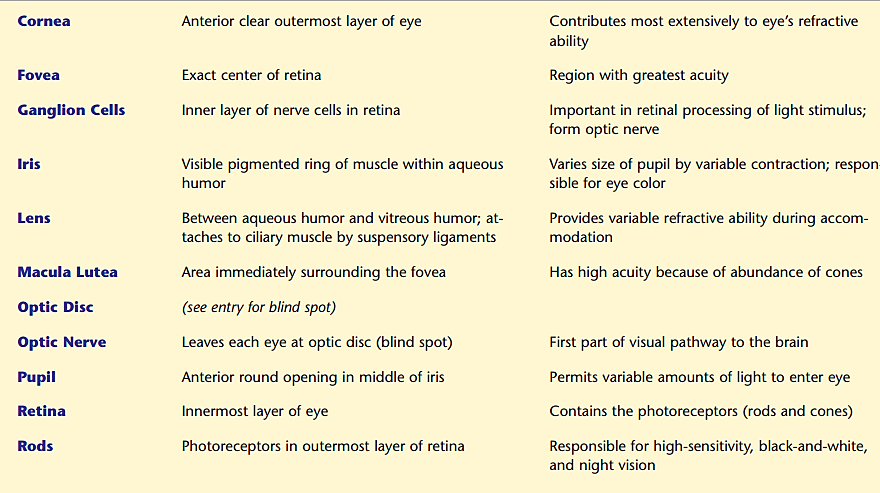 Cornea Anterior clear outermost layer of eye Contributes most extensively to eye's refractive
ability
Fovea Exact center of retina Region with greatest acuity
Ganglion Cells Inner layer of nerve cells in retina Important in retinal processing of light stimulus;
form optic nerve
Iris Visible pigmented ring of muscle within aqueous Varies size of pupil by variable contraction; respon-
humor sible for eye color
Lens Between aqueous humor and vitreous humor; at- Provides variable refractive ability during accom-
taches to ciliary muscle by suspensory ligaments modation
Macula Lutea Area immediately surrounding the fovea Has high acuity because of abundance of cones
Optic Disc (see entry for blind spot)
Optic Nerve Leaves each eye at optic disc (blind spot) First part of visual pathway to the brain
Pupil Anterior round opening in middle of iris Permits variable amounts of light to enter eye
Retina Innermost layer of eye Contains the photoreceptors (rods and cones)
Rods Photoreceptors in outermost layer of retina Responsible for high-sensitivity, black-and-white,
and night vision